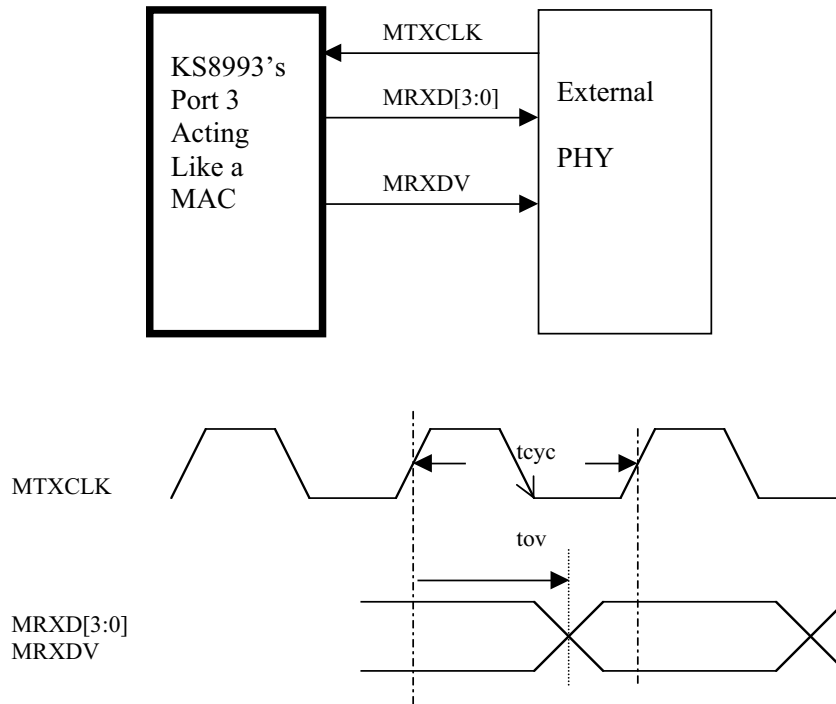 MTXCLK
KS8993's
Port 3
Acting
Like a
MAC
MRXD[3:0]
External
PHY
MRXDV
tcyc
MTXCLK
tov
MRXD[3:0]
MRXDV